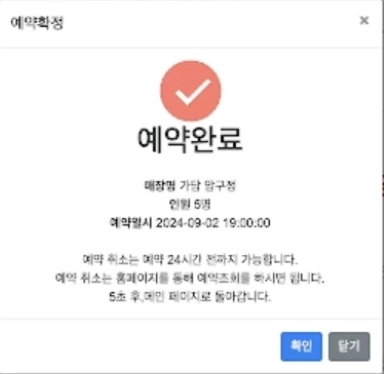 예약확정
×
예약완료
매장명 가담 압구정
인원 5명
예약일시 2024-09-02 19:00:00
예약 취소는 예약 24시간 전까지 가능합니다.
예약 취소는 홈페이지를 통해 예약조회를 하시면 됩니다.
5초 후,메인 페이지로 돌아갑니다.
확인
닫기